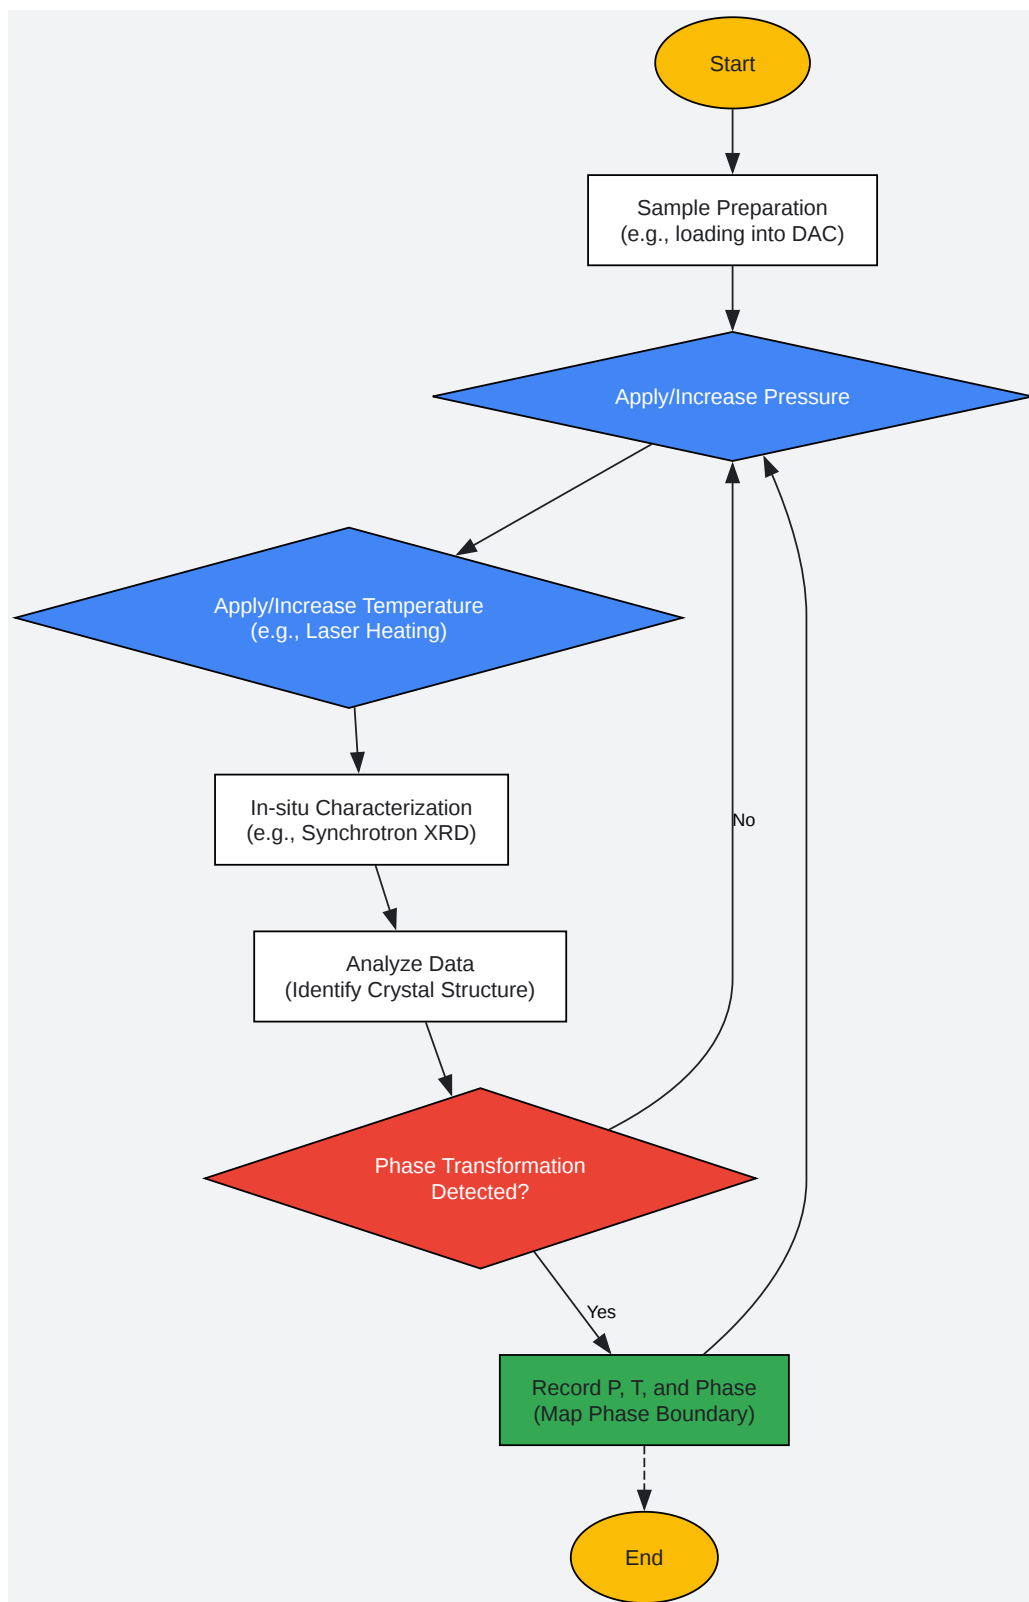 Start
Sample Preparation
(e.g., loading into DAC)
Apply/Increase Pressure
Apply/Increase Temperature
(e.g., Laser Heating)
In-situ Characterization
(e.g., Synchrotron XRD)
No
Analyze Data
(Identify Crystal Structure)
Phase Transformation
Detected?
Yes
Record P, T, and Phase
(Map Phase Boundary)
End